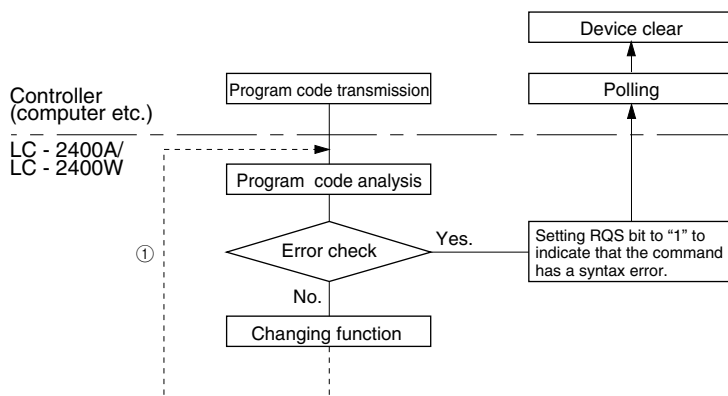 Device clear
Program code transmission
Polling
Controller
(computer etc.)
LC - 2400A/
LC - 2400W
Program code analysis
①
Error check
Yes.
Setting RQS bit to “1” to
indicate that the command
has a syntax error.
No.
Changing function